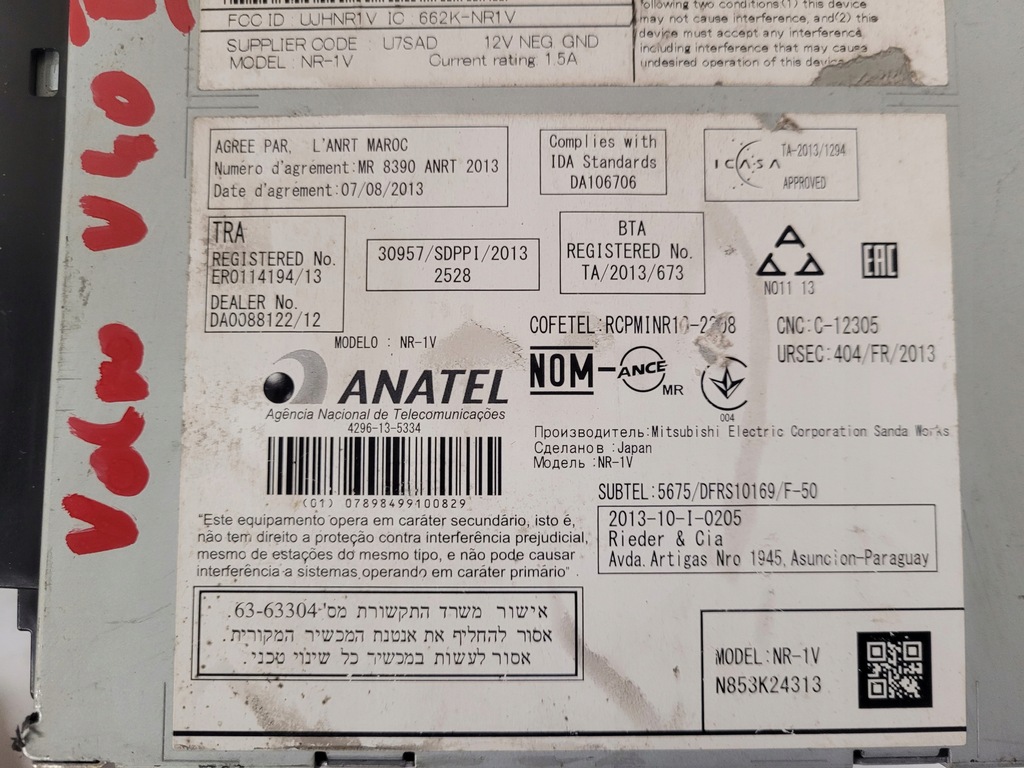 FCC ID : UJHNR1V IC : 662K-NR1V
SUPPLIER CODE : U7SAD 12V NEG. GND
MODEL : NR-1V Current rating 1.5A
following two conditions:(1) this device
may not cause interference, and(2) this
device must accept any interference,
including interference that may cause
undesired operation of this device.
AGREE PAR. L'ANRT MAROC
Numéro d'agrément:MR 8390 ANRT 2013
Date d'agrément:07/08/2013
Complies with
IDA Standards
DA106706
ICASA TA-2013/1294
APPROVED
TRA
REGISTERED No.
ER0114194/13
DEALER No.
DA0088122/12
30957/SDPPI/2013
2528
BTA
REGISTERED No.
TA/2013/673
N011 13
EAC
COFETEL:RCPMINR1
CNC:C-12305
URSEC:404/FR/2013
NOM-ANCE MR
004
MODELO : NR-1V
ANATEL
Agência Nacional de Telecomunicações
4296-13-5334
(01) 07898499100829
"Este equipamento opera em caráter secundário, isto é,
não tem direito a proteção contra interferência prejudicial,
mesmo de estações do mesmo tipo, e não pode causar
interferência a sistemas operando em caráter primário" .
Производитель:Mitsubishi Electric Corporation Sanda Works
Сделанов :Japan
Модель :NR-1V
SUBTEL:5675/DFRS10169/F-50
2013-10-I-0205
Rieder & Cia
Avda. Artigas Nro 1945, Asuncion-Paraguay
אישור משרד התקשורת מס'-63-63304.
אסור להחליף את אנטנת המכשיר המקורית.
אסור לעשות במכשיר כל שינוי טכני.
MODEL:NR-1V
N853K24313